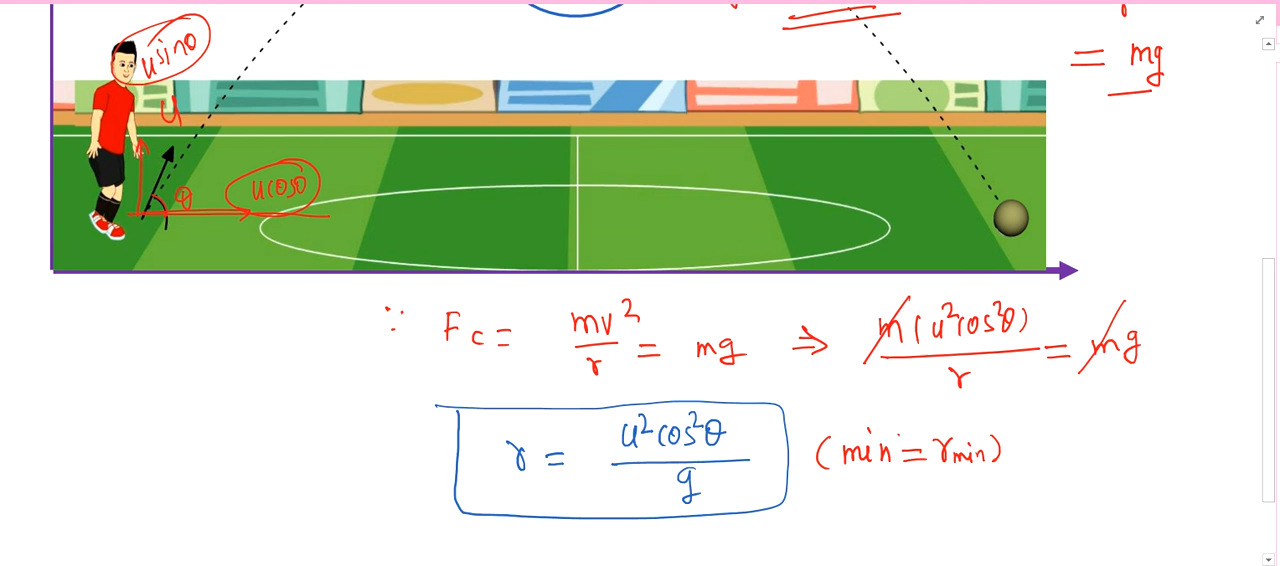 usinθ
= mg
u
θ
ucosθ
∵ Fc = mv²/r = mg ⇒ m(u²cos²θ)/r = mg
r = u²cos²θ/g (min = rmin)